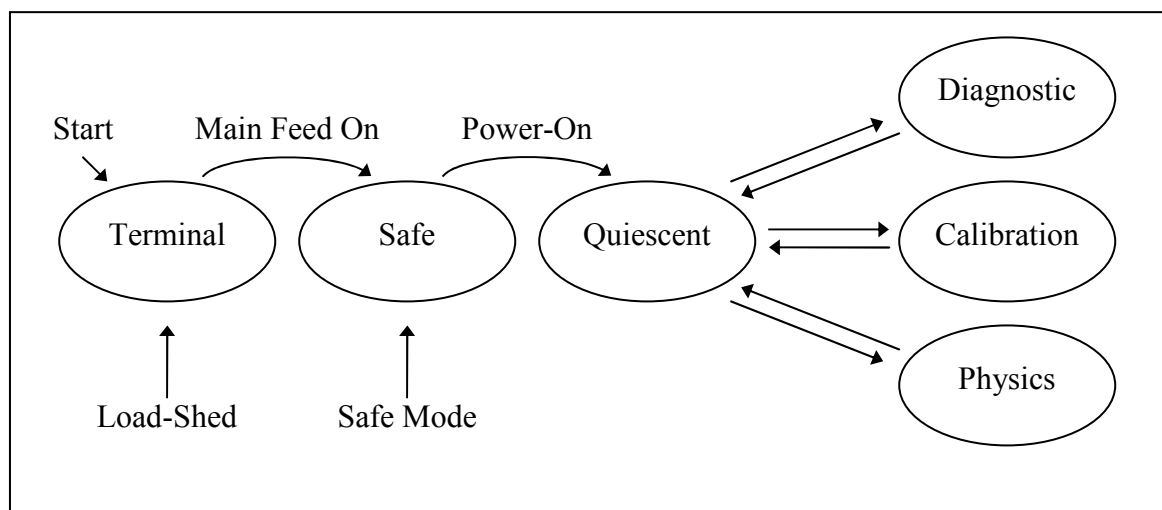 Diagnostic
Start
Main Feed On
Power-On
Terminal
Safe
Quiescent
Calibration
Physics
Load-Shed
Safe Mode